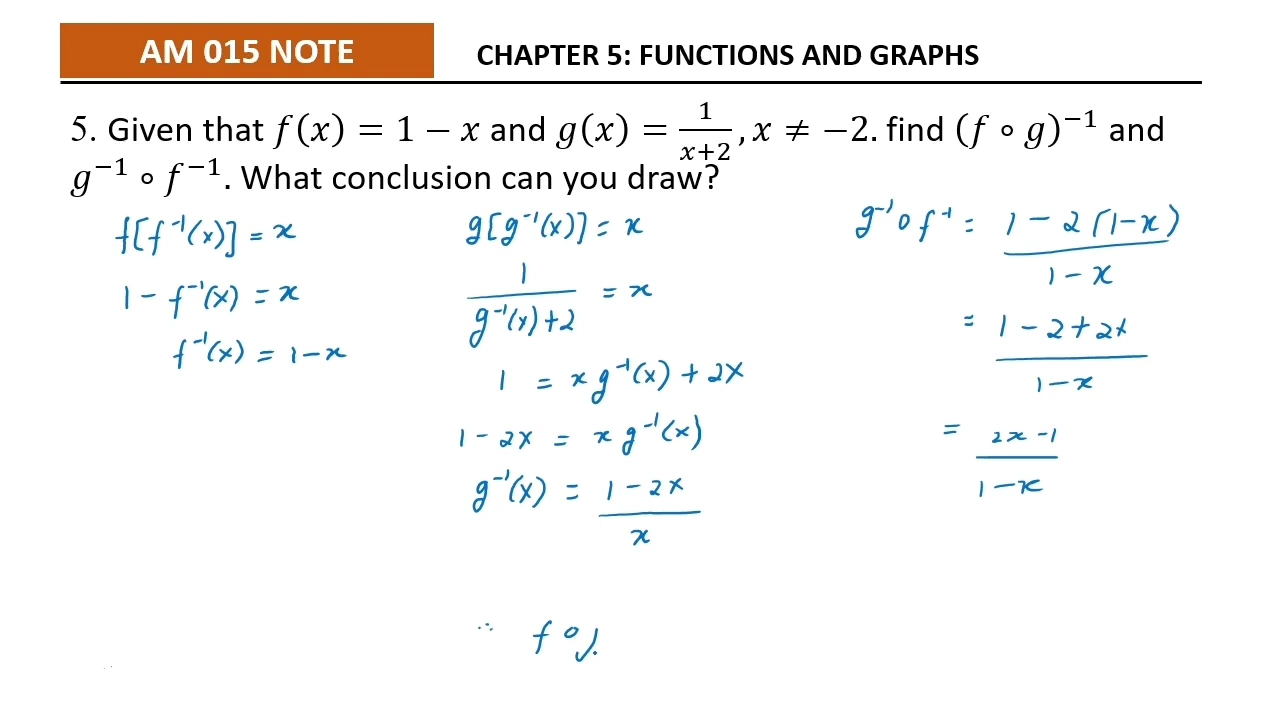 AM 015 NOTE
CHAPTER 5: FUNCTIONS AND GRAPHS
5. Given that f(x) = 1 − x and g(x) = 1/(x+2), x ≠ −2. find (f ∘ g)⁻¹ and
g⁻¹ ∘ f⁻¹. What conclusion can you draw?
f[f⁻¹(x)] = x
1 − f⁻¹(x) = x
f⁻¹(x) = 1 − x
g[g⁻¹(x)] = x
1/(g⁻¹(x) + 2) = x
1 = x g⁻¹(x) + 2x
1 − 2x = x g⁻¹(x)
g⁻¹(x) = (1 − 2x)/x
g⁻¹ ∘ f⁻¹ = (1 − 2(1 − x))/(1 − x)
= (1 − 2 + 2x)/(1 − x)
= (2x − 1)/(1 − x)
∴ f ∘